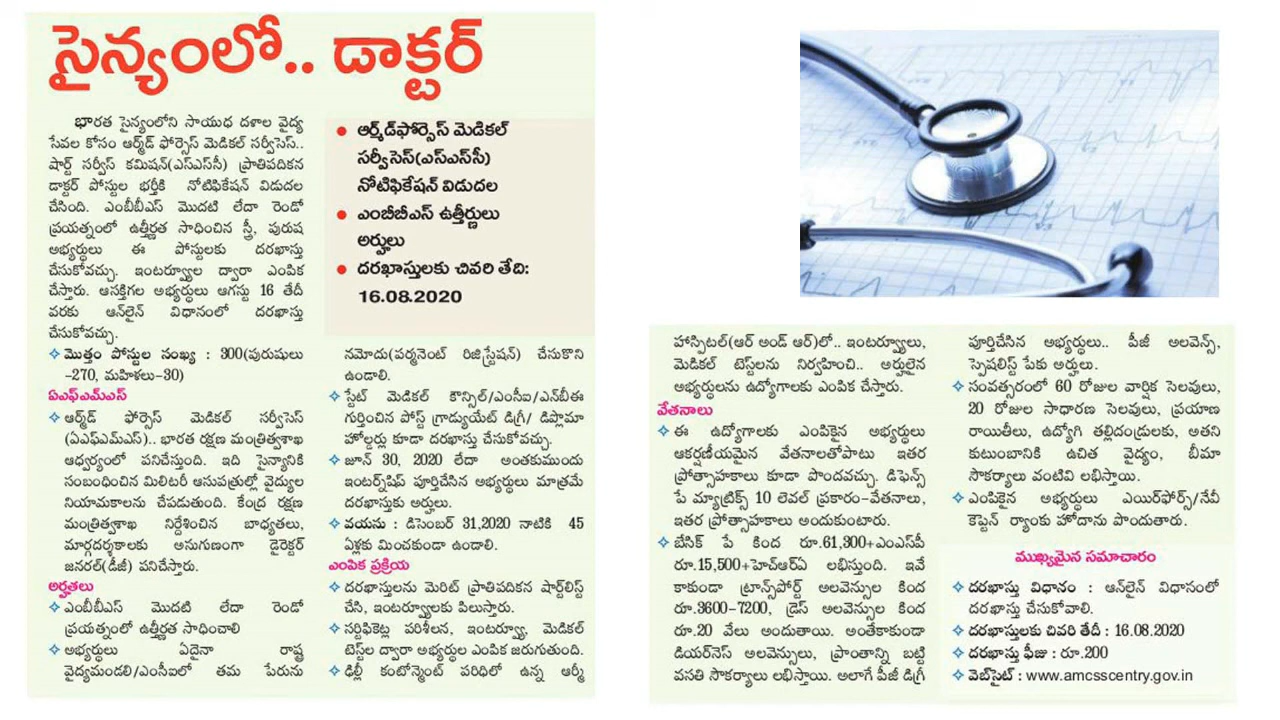 సైన్యంలో.. డాక్టర్
భారత సైన్యంలోని సాయుధ దళాల వైద్య
సేవల కోసం ఆర్మ్‌డ్ ఫోర్సెస్ మెడికల్ సర్వీసెస్..
షార్ట్ సర్వీస్ కమిషన్(ఎస్ఎస్‌సీ) ప్రాతిపదికన
డాక్టర్ పోస్టుల భర్తీకి నోటిఫికేషన్ విడుదల
చేసింది. ఎంబీబీఎస్ మొదటి లేదా రెండో
ప్రయత్నంలో ఉత్తీర్ణత సాధించిన స్త్రీ, పురుష
అభ్యర్థులు ఈ పోస్టులకు దరఖాస్తు
చేసుకోవచ్చు. ఇంటర్వ్యూల ద్వారా ఎంపిక
చేస్తారు. ఆసక్తిగల అభ్యర్థులు ఆగస్టు 16 తేదీ
వరకు ఆన్‌లైన్ విధానంలో దరఖాస్తు
చేసుకోవచ్చు.
మొత్తం పోస్టుల సంఖ్య : 300(పురుషులు
-270, మహిళలు-30)
ఏఎఫ్ఎమ్ఎస్
ఆర్మ్‌డ్ ఫోర్సెస్ మెడికల్ సర్వీసెస్
(ఏఎఫ్ఎమ్ఎస్).. భారత రక్షణ మంత్రిత్వశాఖ
ఆధ్వర్యంలో పనిచేస్తుంది. ఇది సైన్యానికి
సంబంధించిన మిలిటరీ ఆసుపత్రుల్లో వైద్యుల
నియామకాలను చేపడుతుంది. కేంద్ర రక్షణ
మంత్రిత్వశాఖ నిర్దేశించిన బాధ్యతలు,
మార్గదర్శకాలకు అనుగుణంగా డైరెక్టర్
జనరల్(డీజీ) పనిచేస్తారు.
అర్హతలు
ఎంబీబీఎస్ మొదటి లేదా రెండో
ప్రయత్నంలో ఉత్తీర్ణత సాధించాలి
అభ్యర్థులు ఏదైనా రాష్ట్ర
వైద్యమండలి/ఎంసీఐలో తమ పేరును
ఆర్మ్‌డ్‌ఫోర్సెస్ మెడికల్
సర్వీసెస్(ఎస్ఎస్‌సీ)
నోటిఫికేషన్ విడుదల
ఎంబీబీఎస్ ఉత్తీర్ణులు
అర్హులు
దరఖాస్తులకు చివరి తేది:
16.08.2020
నమోదు(పర్మనెంట్ రిజిస్ట్రేషన్) చేసుకొని
ఉండాలి.
స్టేట్ మెడికల్ కౌన్సిల్/ఎంసీఐ/ఎన్‌బీఈ
గుర్తించిన పోస్ట్ గ్రాడ్యుయేట్ డిగ్రీ/ డిప్లొమా
హోల్డర్లు కూడా దరఖాస్తు చేసుకోవచ్చు.
జూన్ 30, 2020 లేదా అంతకుముందు
ఇంటర్న్‌షిప్ పూర్తిచేసిన అభ్యర్థులు మాత్రమే
దరఖాస్తుకు అర్హులు.
వయసు : డిసెంబర్ 31,2020 నాటికి 45
ఏళ్లకు మించకుండా ఉండాలి.
ఎంపిక ప్రక్రియ
దరఖాస్తులను మెరిట్ ప్రాతిపదికన షార్ట్‌లిస్ట్
చేసి, ఇంటర్వ్యూలకు పిలుస్తారు.
సర్టిఫికెట్ల పరిశీలన, ఇంటర్వ్యూ, మెడికల్
టెస్ట్‌ల ద్వారా అభ్యర్థుల ఎంపిక జరుగుతుంది.
ఢిల్లీ కంటోన్మెంట్ పరిధిలో ఉన్న ఆర్మీ
హాస్పిటల్(ఆర్ అండ్ ఆర్)లో.. ఇంటర్వ్యూలు,
మెడికల్ టెస్ట్‌లను నిర్వహించి.. అర్హులైన
అభ్యర్థులను ఉద్యోగాలకు ఎంపిక చేస్తారు.
వేతనాలు
ఈ ఉద్యోగాలకు ఎంపికైన అభ్యర్థులు
ఆకర్షణీయమైన వేతనాలతోపాటు ఇతర
ప్రోత్సాహకాలు కూడా పొందవచ్చు. డిఫెన్స్
పే మ్యాట్రిక్స్ 10 లెవల్ ప్రకారం-వేతనాలు,
ఇతర ప్రోత్సాహకాలు అందుకుంటారు.
బేసిక్ పే కింద రూ.61,300+ఎంఎస్‌పీ
రూ.15,500+హెచ్ఆర్ఏ లభిస్తుంది. ఇవే
కాకుండా ట్రాన్స్‌పోర్ట్ అలవెన్సుల కింద
రూ.3600-7200, డ్రెస్ అలవెన్సుల కింద
రూ.20 వేలు అందుతాయి. అంతేకాకుండా
డియర్‌నెస్ అలవెన్సులు, ప్రాంతాన్ని బట్టి
వసతి సౌకర్యాలు లభిస్తాయి. అలాగే పీజీ డిగ్రీ
పూర్తిచేసిన అభ్యర్థులు.. పీజీ అలవెన్స్,
స్పెషలిస్ట్ పేకు అర్హులు.
సంవత్సరంలో 60 రోజుల వార్షిక సెలవులు,
20 రోజుల సాధారణ సెలవులు, ప్రయాణ
రాయితీలు, ఉద్యోగి తల్లిదండ్రులకు, అతని
కుటుంబానికి ఉచిత వైద్యం, బీమా
సౌకర్యాలు వంటివి లభిస్తాయి.
ఎంపికైన అభ్యర్థులు ఎయిర్‌ఫోర్స్/నేవీ
కెప్టెన్ ర్యాంకు హోదాను పొందుతారు.
ముఖ్యమైన సమాచారం
దరఖాస్తు విధానం : ఆన్‌లైన్ విధానంలో
దరఖాస్తు చేసుకోవాలి.
దరఖాస్తులకు చివరి తేదీ : 16.08.2020
దరఖాస్తు ఫీజు : రూ.200
వెబ్‌సైట్ : www.amcsscentry.gov.in